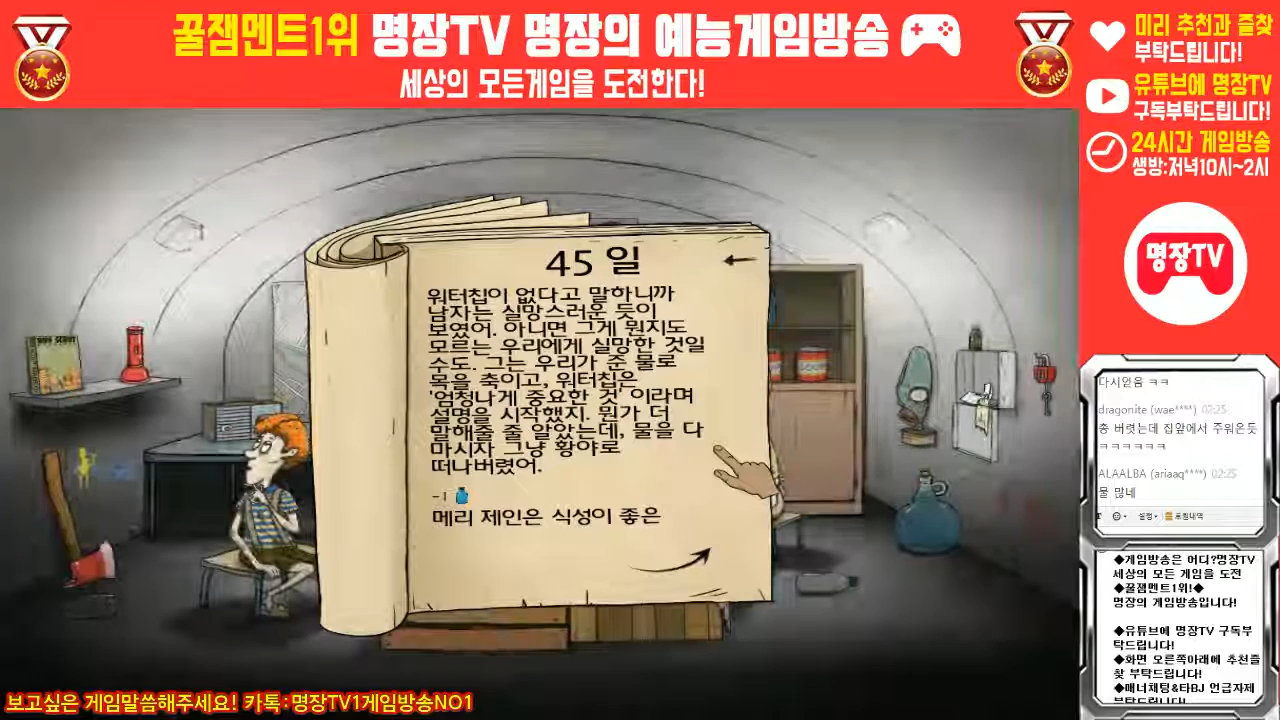 꿀잼멘트1위 명장TV 명장의 예능게임방송
세상의 모든게임을 도전한다!
미리 추천과 즐찾
부탁드립니다!
유튜브에 명장TV
구독부탁드립니다!
24시간 게임방송
생방:저녁10시~2시
명장TV
45 일
워터칩이 없다고 말하니까
남자는 실망스러운 듯이
보였어. 아니면 그게 뭔지도
모르는 우리에게 실망한 것일
수도. 그는 우리가 준 물로
목을 축이고, 워터칩은
'엄청나게 중요한 것' 이라며
설명을 시작했지. 뭔가 더
말해줄 줄 알았는데, 물을 다
마시자 그냥 황야로
떠나버렸어.
-1
메리 제인은 식성이 좋은
다시얻음 ㅋㅋ
dragonite (wae****) 02:25
총 버렷는데 집앞에서 주워온듯
ㅋㅋㅋㅋㅋㅋ
ALAALBA (ariaaq****) 02:25
물 많네
◆게임방송은 어디?명장TV
세상의 모든 게임을 도전
◆꿀잼멘트1위!◆
명장의 게임방송입니다!
◆유튜브에 명장TV 구독부
탁드립니다!
◆화면 오른쪽아래에 추천즐
찾 부탁드립니다!
◆매너채팅&타BJ 언급자제
부탁드립니다!
보고싶은 게임말씀해주세요! 카톡:명장TV1게임방송NO1